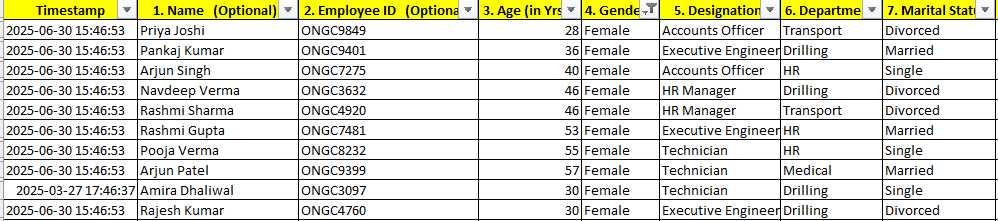 Timestamp 1. Name (Optional) 2. Employee ID (Optiona 3. Age (in Yrs 4. Gende 5. Designation 6. Departme 7. Marital Statu
2025-06-30 15:46:53 Priya Joshi ONGC9849 28 Female Accounts Officer Transport Divorced
2025-06-30 15:46:53 Pankaj Kumar ONGC9401 36 Female Executive Engineer Drilling Married
2025-06-30 15:46:53 Arjun Singh ONGC7275 40 Female Accounts Officer HR Single
2025-06-30 15:46:53 Navdeep Verma ONGC3632 46 Female HR Manager Drilling Divorced
2025-06-30 15:46:53 Rashmi Sharma ONGC4920 46 Female HR Manager Transport Divorced
2025-06-30 15:46:53 Rashmi Gupta ONGC7481 53 Female Executive Engineer HR Married
2025-06-30 15:46:53 Pooja Verma ONGC8232 55 Female Technician HR Single
2025-06-30 15:46:53 Arjun Patel ONGC9399 57 Female Technician Medical Married
2025-03-27 17:46:37 Amira Dhaliwal ONGC3097 30 Female Technician Drilling Single
2025-06-30 15:46:53 Rajesh Kumar ONGC4760 30 Female Executive Engineer Drilling Divorced